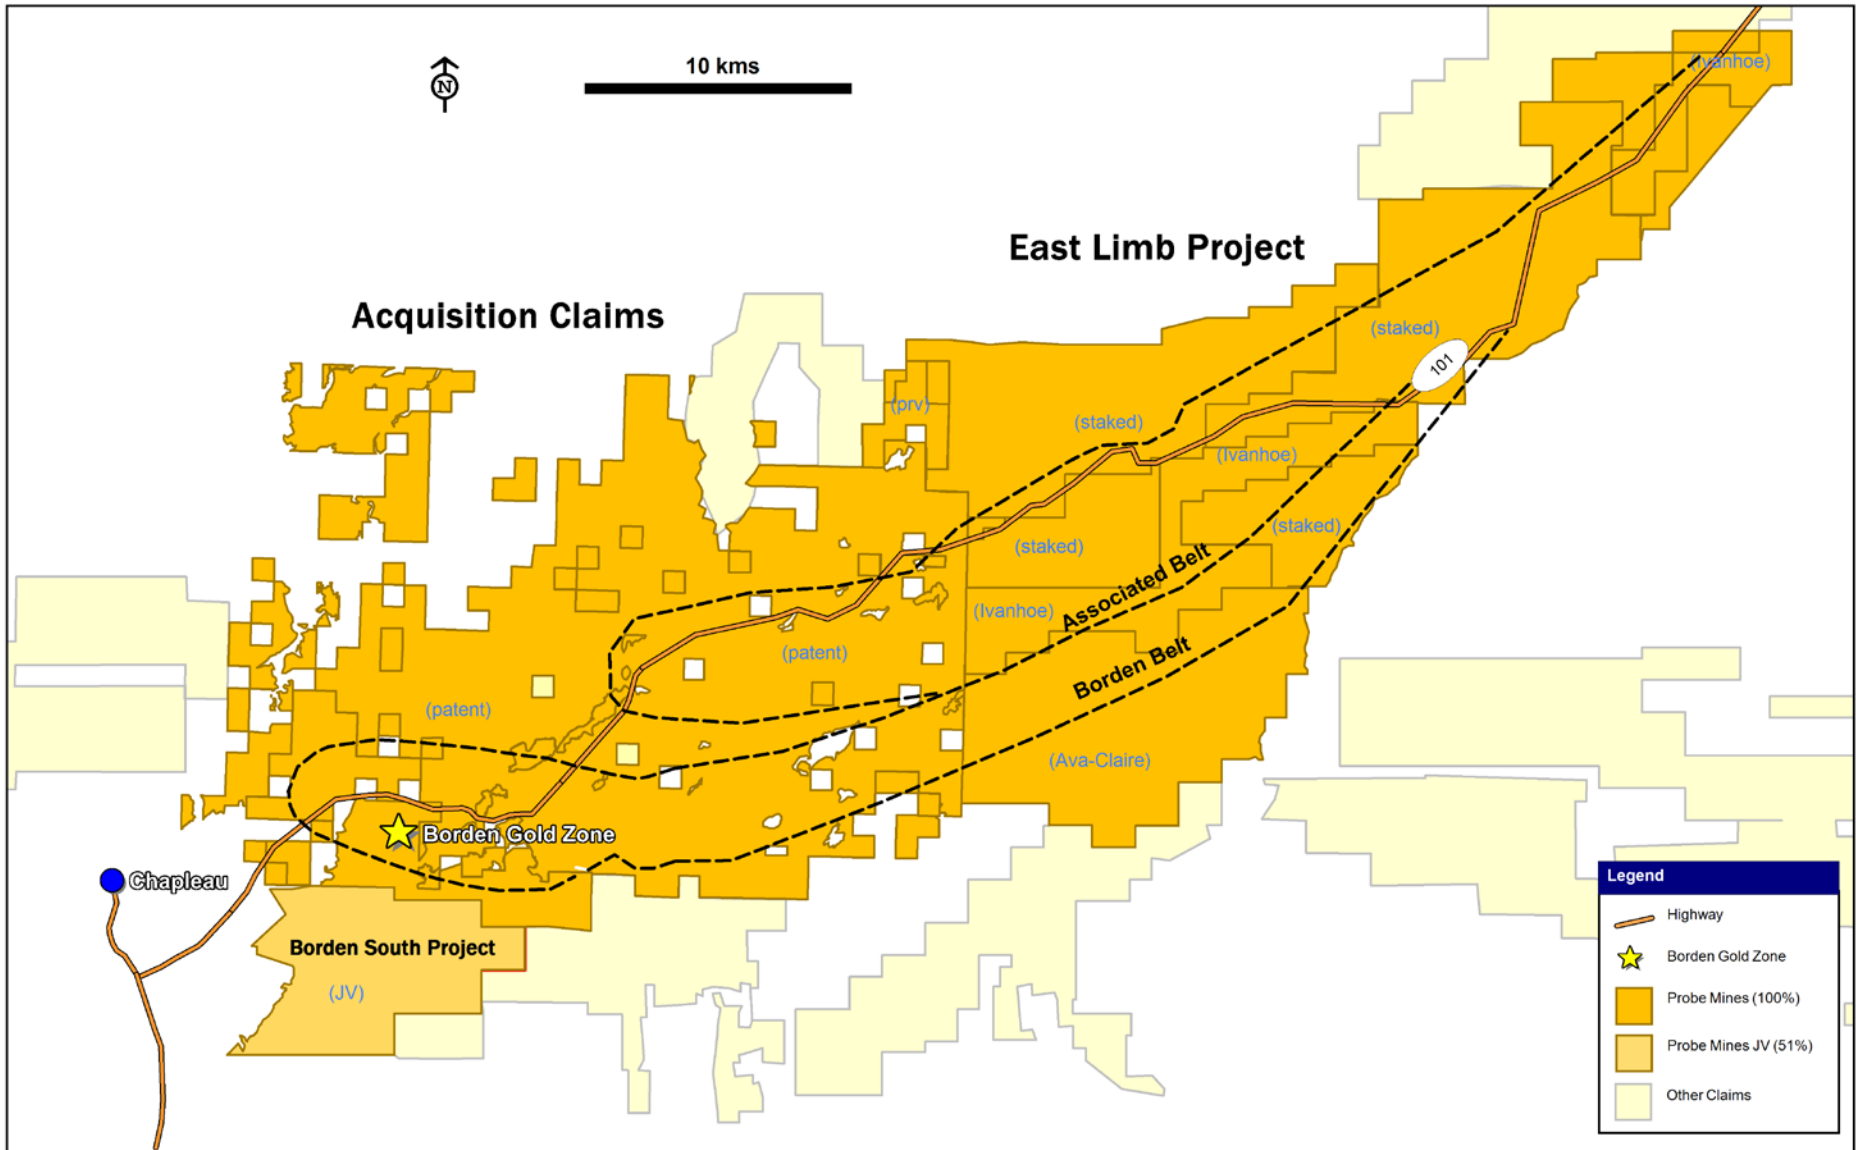 10 kms
N
(Ivanhoe)
East Limb Project
Acquisition Claims
(staked)
101
(prv)
(staked)
(Ivanhoe)
(staked)
(staked)
Associated Belt
(Ivanhoe)
(patent)
Borden Belt
(patent)
(Ava-Claire)
Borden Gold Zone
Chapleau
Borden South Project
(JV)
Legend
Highway
Borden Gold Zone
Probe Mines (100%)
Probe Mines JV (51%)
Other Claims